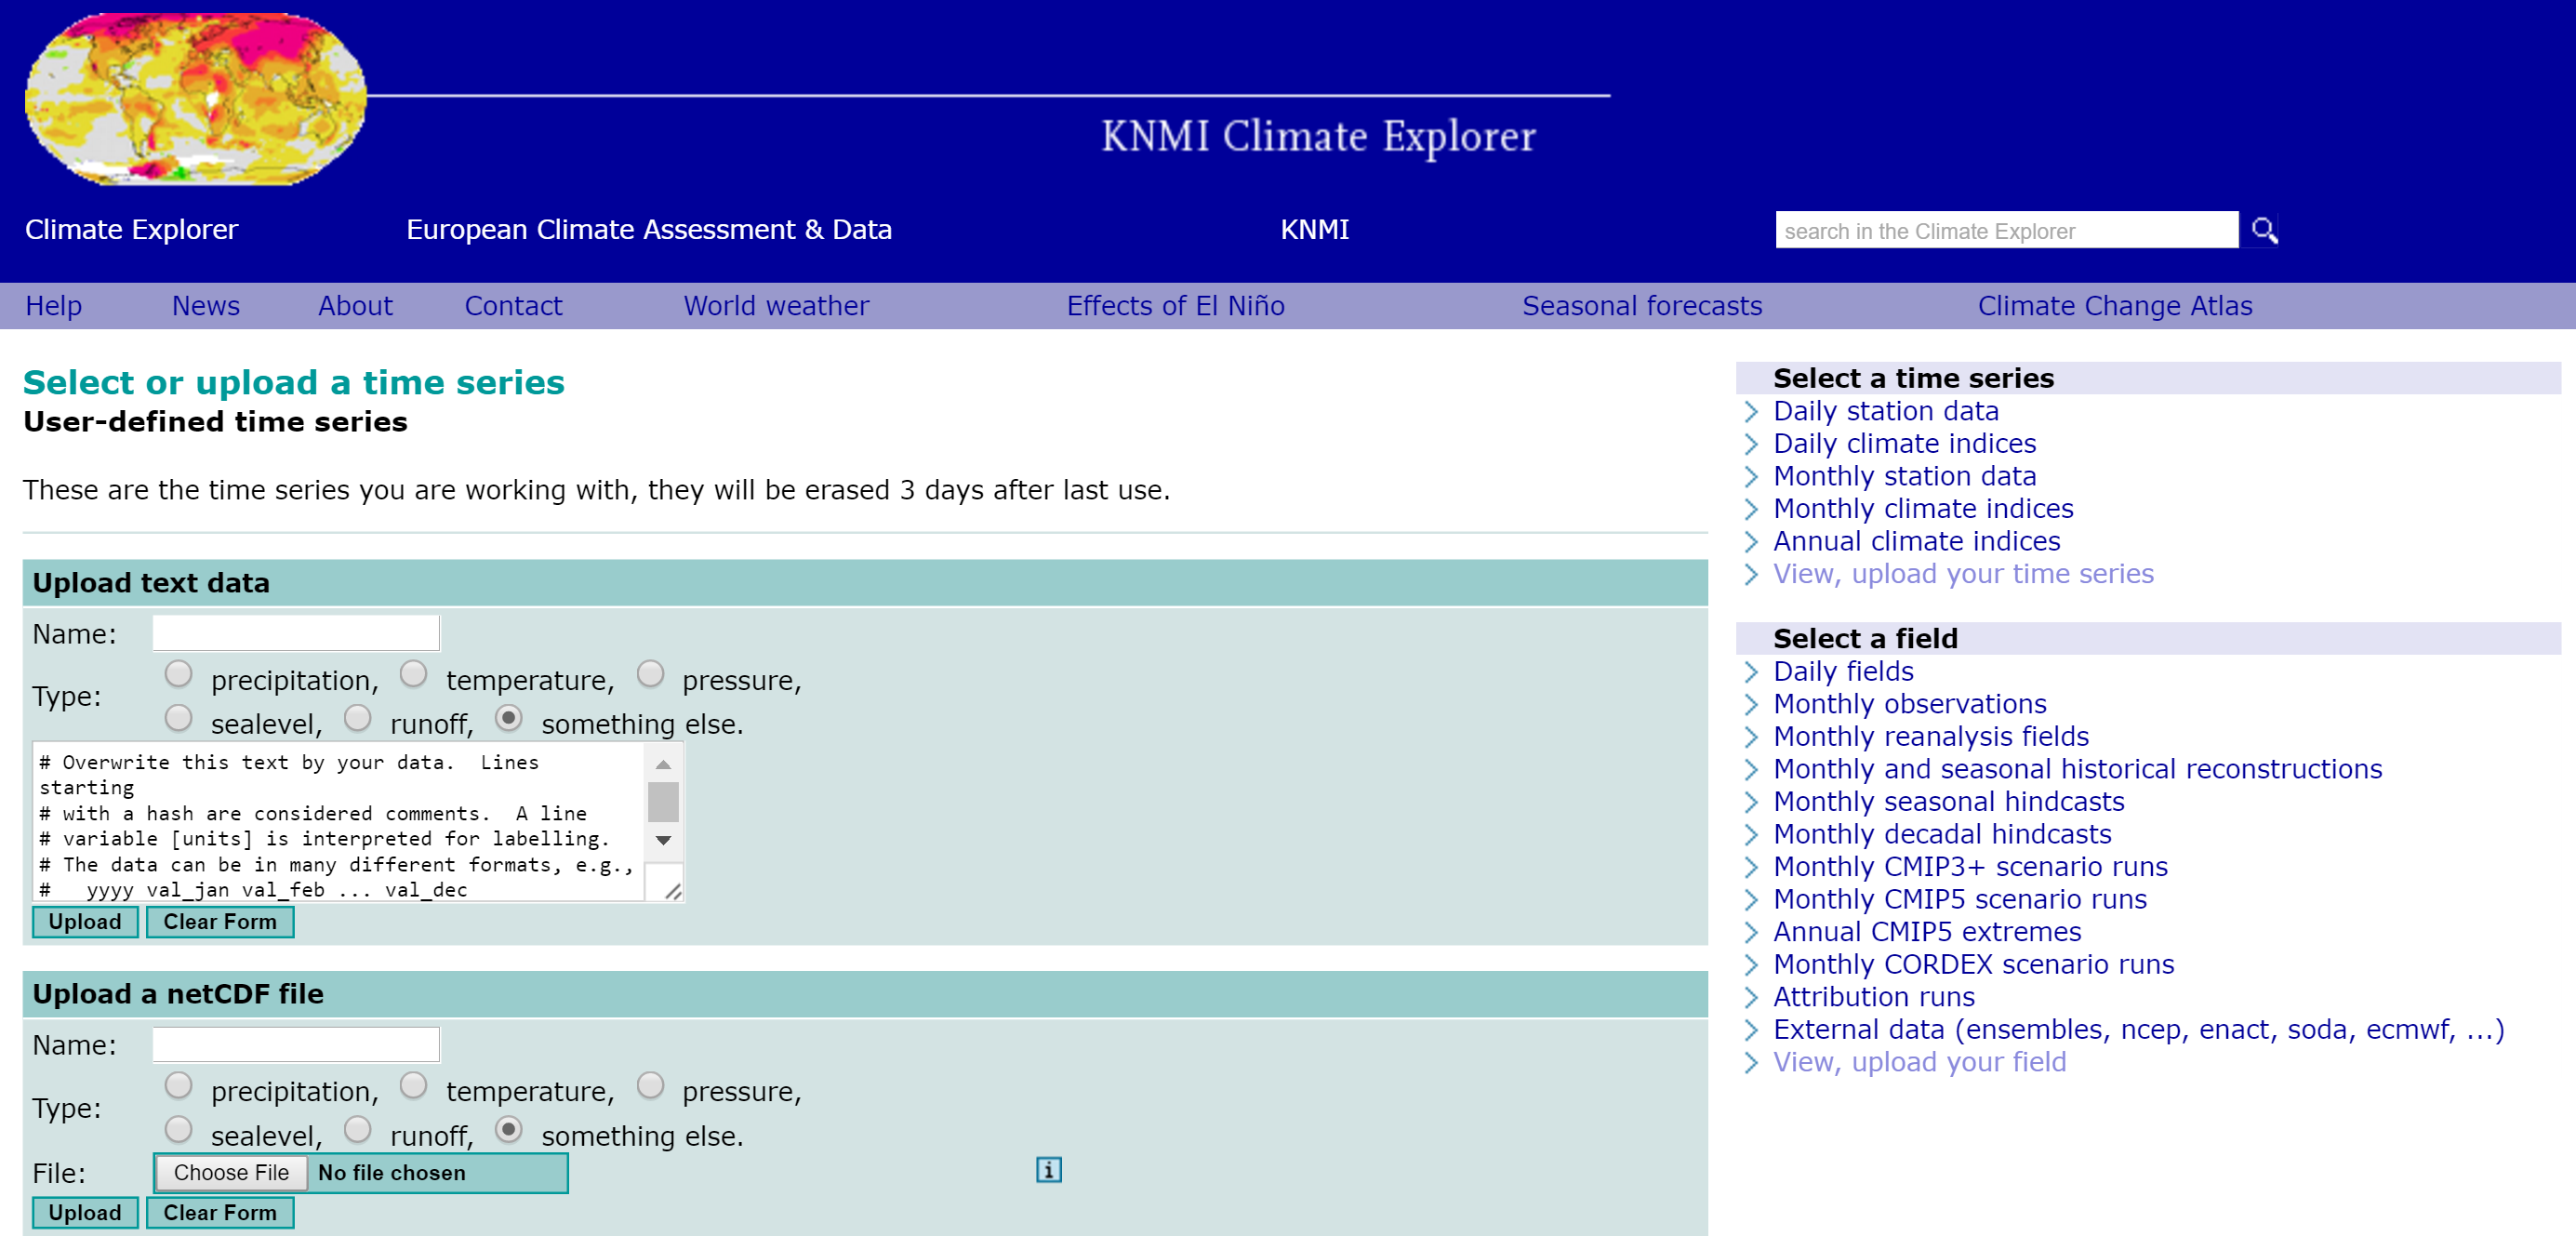 KNMI Climate Explorer
Climate Explorer European Climate Assessment & Data KNMI search in the Climate Explorer
Help News About Contact World weather Effects of El Niño Seasonal forecasts Climate Change Atlas
Select or upload a time series
User-defined time series
These are the time series you are working with, they will be erased 3 days after last use.
Upload text data
Name:
Type:
precipitation, temperature, pressure,
sealevel, runoff, something else.
# Overwrite this text by your data.  Lines
starting
# with a hash are considered comments.  A line
# variable [units] is interpreted for labelling.
# The data can be in many different formats, e.g.,
#   yyyy val_jan val_feb ... val_dec
Upload Clear Form
Upload a netCDF file
Name:
Type:
precipitation, temperature, pressure,
sealevel, runoff, something else.
File: Choose File No file chosen i
Upload Clear Form
Select a time series
Daily station data
Daily climate indices
Monthly station data
Monthly climate indices
Annual climate indices
View, upload your time series
Select a field
Daily fields
Monthly observations
Monthly reanalysis fields
Monthly and seasonal historical reconstructions
Monthly seasonal hindcasts
Monthly decadal hindcasts
Monthly CMIP3+ scenario runs
Monthly CMIP5 scenario runs
Annual CMIP5 extremes
Monthly CORDEX scenario runs
Attribution runs
External data (ensembles, ncep, enact, soda, ecmwf, ...)
View, upload your field